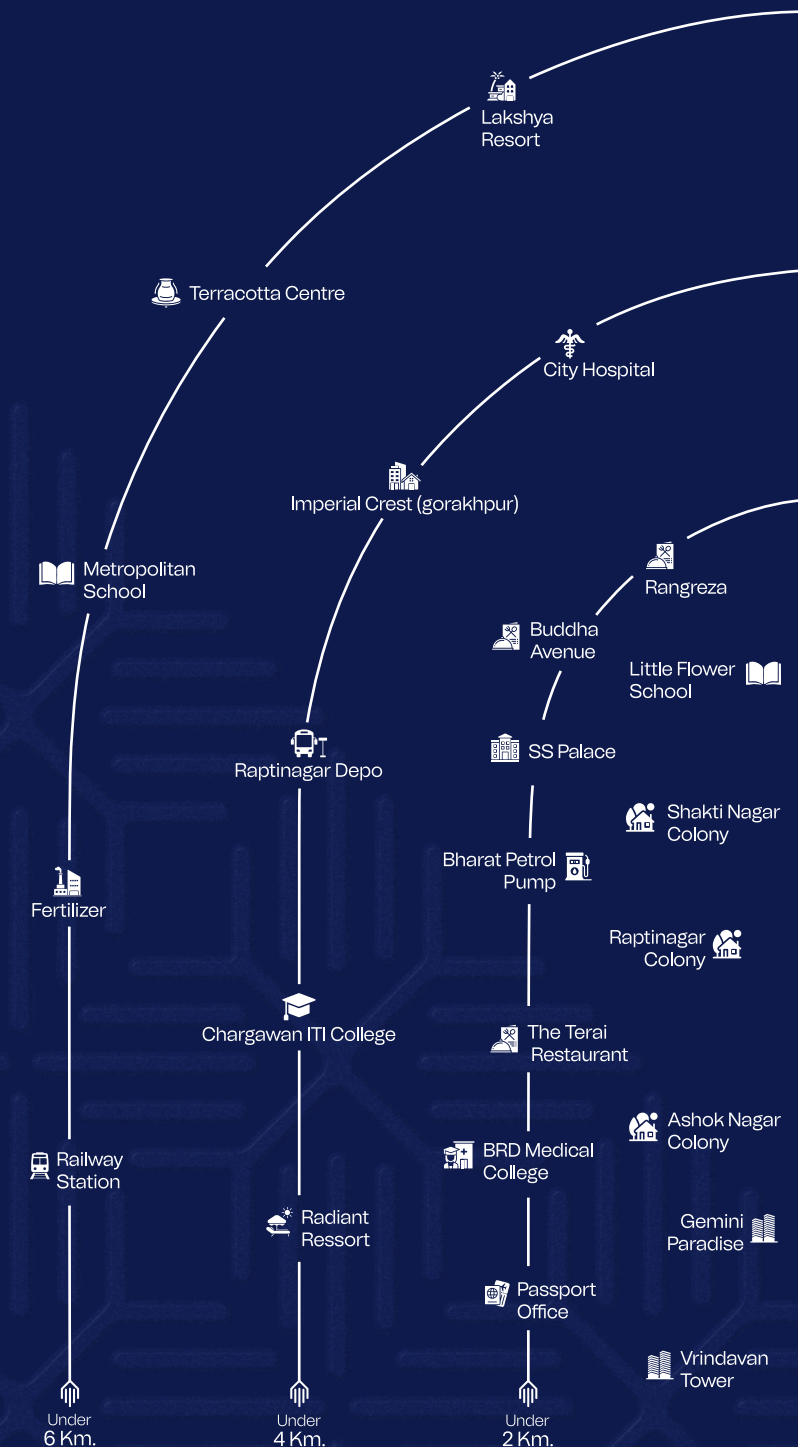 Lakshya
Resort
Terracotta Centre
City Hospital
Imperial Crest (gorakhpur)
Metropolitan
School
Rangreza
Buddha
Avenue
Little Flower
School
SS Palace
Raptinagar Depo
Shakti Nagar
Colony
Bharat Petrol
Pump
Fertilizer
Raptinagar
Colony
Chargawan ITI College
The Terai
Restaurant
Ashok Nagar
Colony
BRD Medical
College
Railway
Station
Radiant
Ressort
Gemini
Paradise
Passport
Office
Vrindavan
Tower
Under
6 Km.
Under
4 Km.
Under
2 Km.